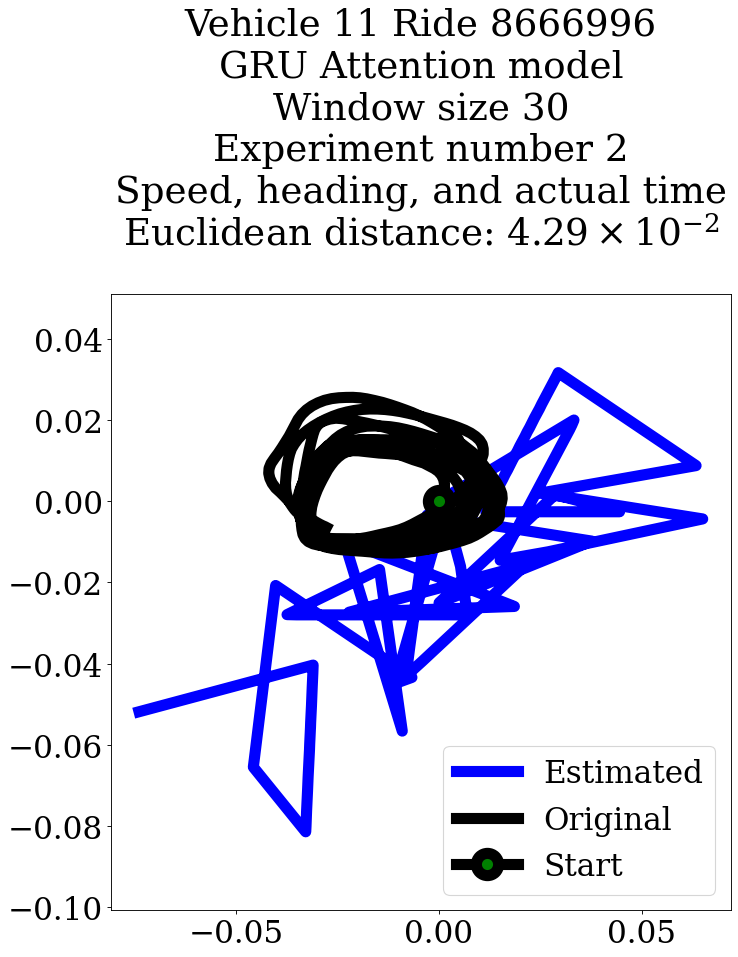 Vehicle 11 Ride 8666996
GRU Attention model
Window size 30
Experiment number 2
Speed, heading, and actual time
Euclidean distance: 4.29 × 10⁻²
0.04
0.02
0.00
−0.02
−0.04
−0.06
−0.08
−0.10
−0.05
0.00
0.05
Estimated
Original
Start